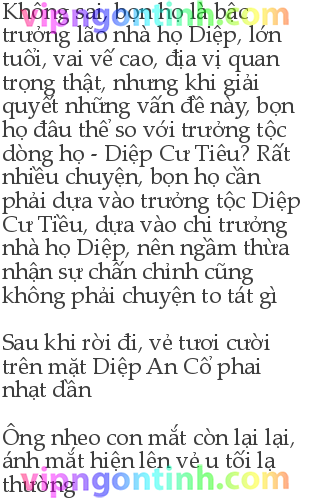 vipngontinh.com
Không sai, bọn họ là bậc
trưởng lão nhà họ Diệp, lớn
tuổi, vai vế cao, địa vị quan
trọng thật, nhưng khi giải
quyết những vấn đề này, bọn
họ đâu thể so với trưởng tộc
dòng họ - Diệp Cư Tiêu? Rất
nhiều chuyện, bọn họ cần
phải dựa vào trưởng tộc Diệp
Cư Tiều, dựa vào chi trưởng
nhà họ Diệp, nên ngầm thừa
nhận sự chấn chỉnh cũng
không phải chuyện to tát gì
Sau khi rời đi, vẻ tươi cười
trên mặt Diệp An Cổ phai
nhạt dần
Ông nheo con mắt còn lại lại,
ánh mắt hiện lên vẻ u tối lạ
thường
vipngontinh.com